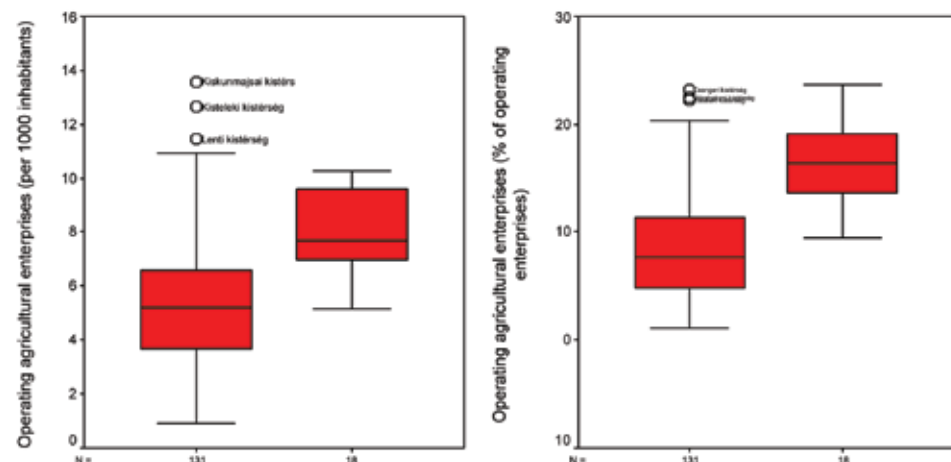 Operating agricultural enterprises (per 1000 inhabitants)
16
14
12
10
8
6
4
2
0
Kiskunmajsai kistérs
Kisteleki kistérség
Lenti kistérség
N =
131
18
Operating agricultural enterprises (% of operating
enterprises)
30
20
10
0
10
kistérség
N =
131
18